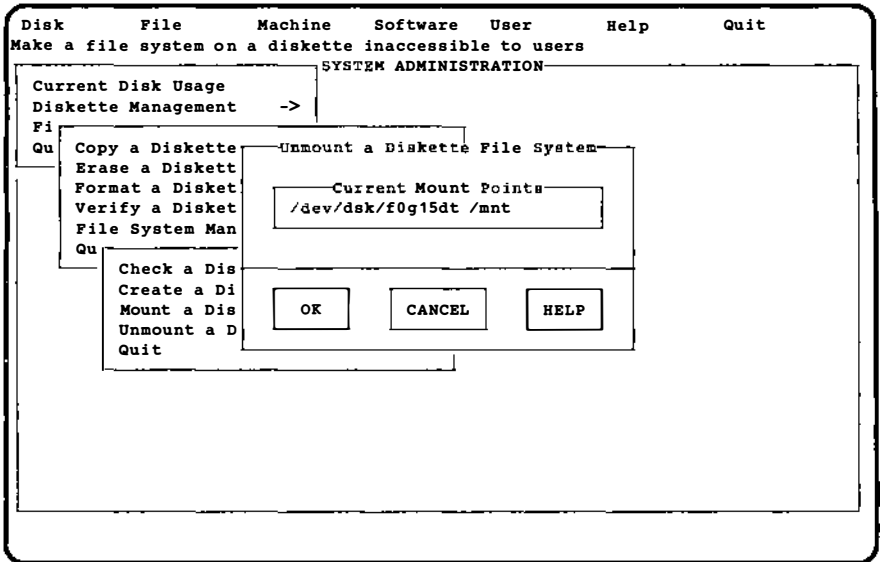 Disk File Machine Software User Help Quit
Make a file system on a diskette inaccessible to users
SYSTEM ADMINISTRATION
Current Disk Usage
Diskette Management ->
Fi
Qu
Copy a Diskette
Erase a Diskett
Format a Disket
Verify a Disket
File System Man
Qu
Check a Dis
Create a Di
Mount a Dis
Unmount a D
Quit
Unmount a Diskette File System
Current Mount Points
/dev/dsk/f0g15dt /mnt
OK CANCEL HELP